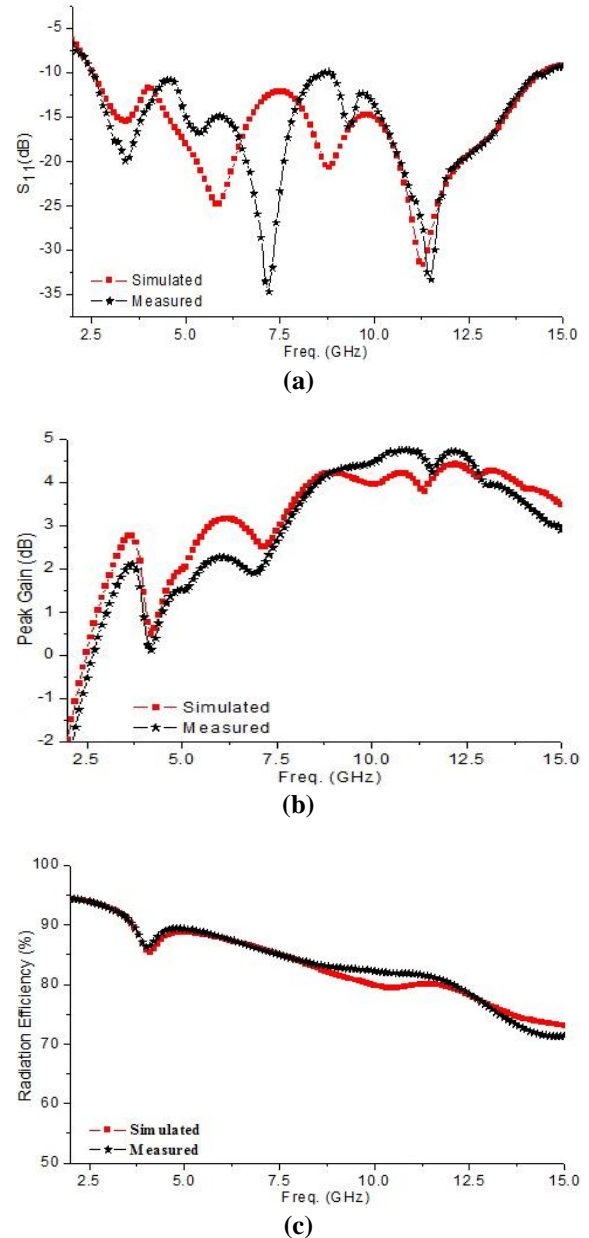 -5
-10
-15
-20
-25
-30
-35
S11(dB)
Simulated
Measured
2.5 5.0 7.5 10.0 12.5 15.0
Freq. (GHz)
(a)
5
4
3
2
1
0
-1
-2
Peak Gain (dB)
Simulated
Measured
2.5 5.0 7.5 10.0 12.5 15.0
Freq. (GHz)
(b)
100
90
80
70
60
50
Radiation Efficiency (%)
Simulated
Measured
2.5 5.0 7.5 10.0 12.5 15.0
Freq. (GHz)
(c)